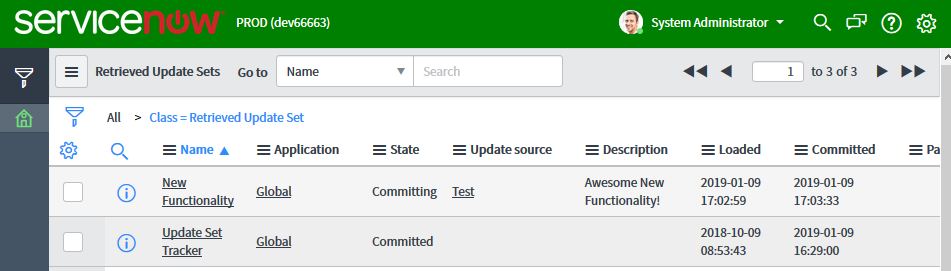 servicenow PROD (dev66663) System Administrator
Retrieved Update Sets Go to Name Search 1 to 3 of 3
All > Class = Retrieved Update Set
Name Application State Update source Description Loaded Committed Pa
New Functionality Global Committing Test Awesome New Functionality! 2019-01-09 17:02:59 2019-01-09 17:03:33
Update Set Tracker Global Committed 2018-10-09 08:53:43 2019-01-09 16:29:00